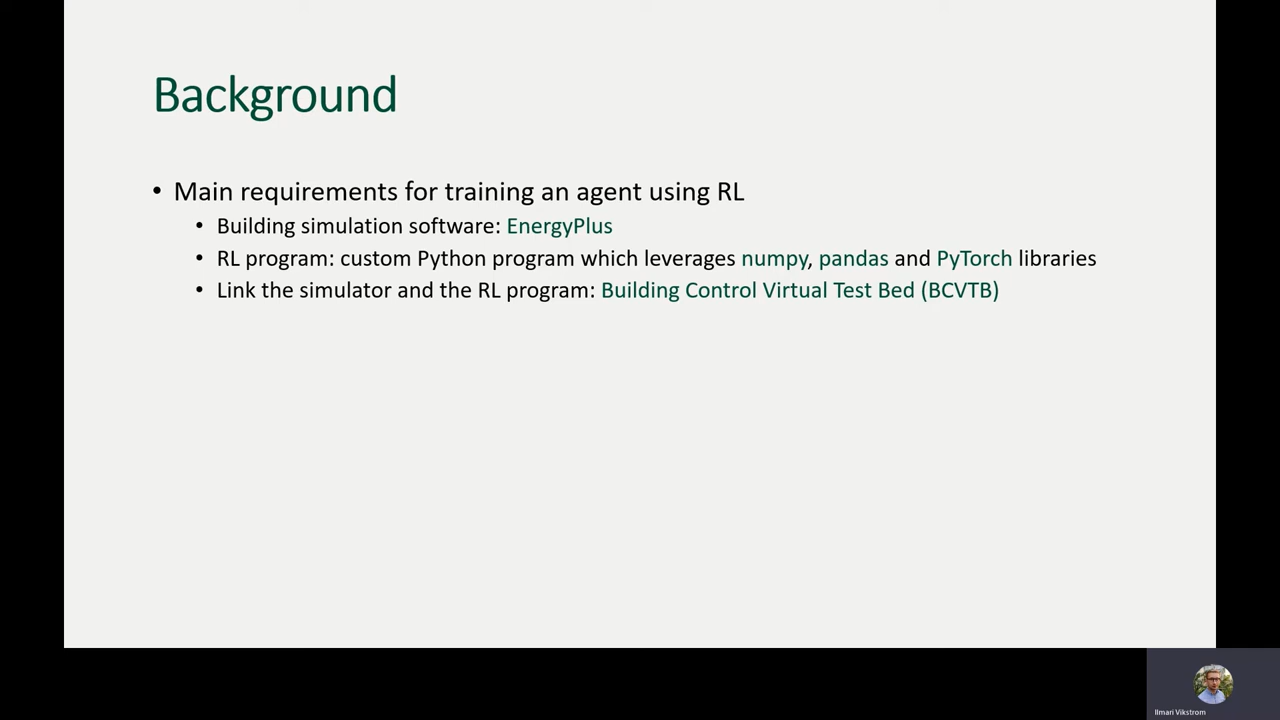 Background
• Main requirements for training an agent using RL
• Building simulation software: EnergyPlus
• RL program: custom Python program which leverages numpy, pandas and PyTorch libraries
• Link the simulator and the RL program: Building Control Virtual Test Bed (BCVTB)
Ilmari Vikstrom